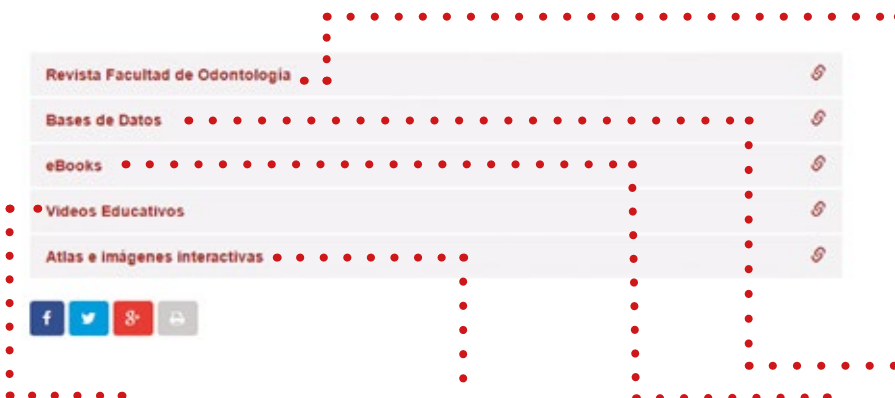 Revista Facultad de Odontología
Bases de Datos
eBooks
Videos Educativos
Atlas e imágenes interactivas